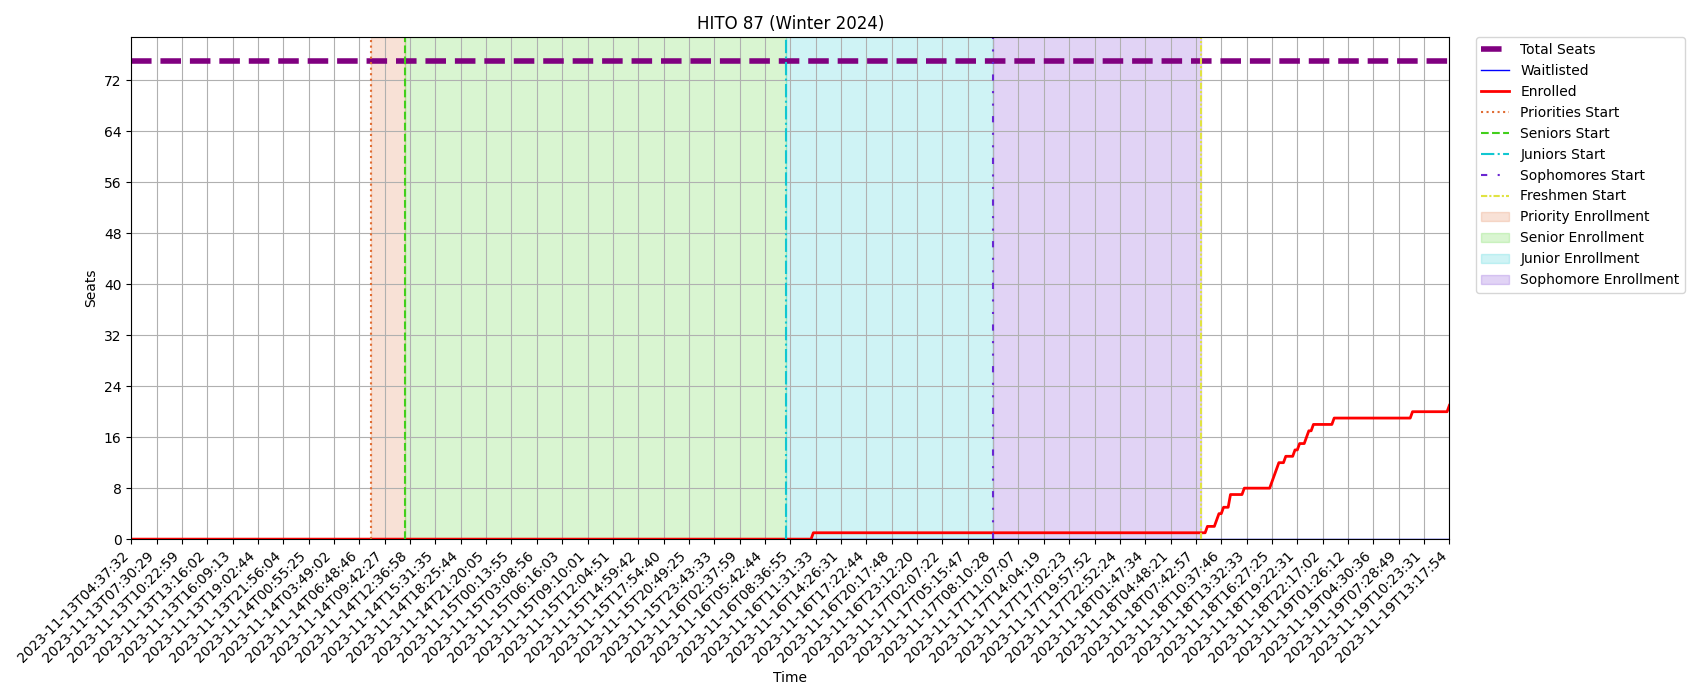 HITO 87 (Winter 2024)
Seats
72
64
56
48
40
32
24
16
8
0
2023-11-13T04:37:32
2023-11-13T07:30:29
2023-11-13T10:22:59
2023-11-13T13:16:02
2023-11-13T16:09:13
2023-11-13T19:02:44
2023-11-13T21:56:04
2023-11-14T00:55:25
2023-11-14T03:49:02
2023-11-14T06:48:46
2023-11-14T09:42:27
2023-11-14T12:36:58
2023-11-14T15:31:35
2023-11-14T18:25:44
2023-11-14T21:20:05
2023-11-15T00:13:55
2023-11-15T03:08:56
2023-11-15T06:16:03
2023-11-15T09:10:01
2023-11-15T12:04:51
2023-11-15T14:59:42
2023-11-15T17:54:40
2023-11-15T20:49:25
2023-11-15T23:43:33
2023-11-16T02:37:59
2023-11-16T05:42:44
2023-11-16T08:36:55
2023-11-16T11:31:33
2023-11-16T14:26:31
2023-11-16T17:22:44
2023-11-16T20:17:48
2023-11-16T23:12:20
2023-11-17T02:07:22
2023-11-17T05:15:47
2023-11-17T08:10:28
2023-11-17T11:07:07
2023-11-17T14:04:19
2023-11-17T17:02:23
2023-11-17T19:57:52
2023-11-17T22:52:24
2023-11-18T01:47:34
2023-11-18T04:48:21
2023-11-18T07:42:57
2023-11-18T10:37:46
2023-11-18T13:32:33
2023-11-18T16:27:25
2023-11-18T19:22:31
2023-11-18T22:17:02
2023-11-19T01:26:12
2023-11-19T04:30:36
2023-11-19T07:28:49
2023-11-19T10:23:31
2023-11-19T13:17:54
Time
Total Seats
Waitlisted
Enrolled
Priorities Start
Seniors Start
Juniors Start
Sophomores Start
Freshmen Start
Priority Enrollment
Senior Enrollment
Junior Enrollment
Sophomore Enrollment